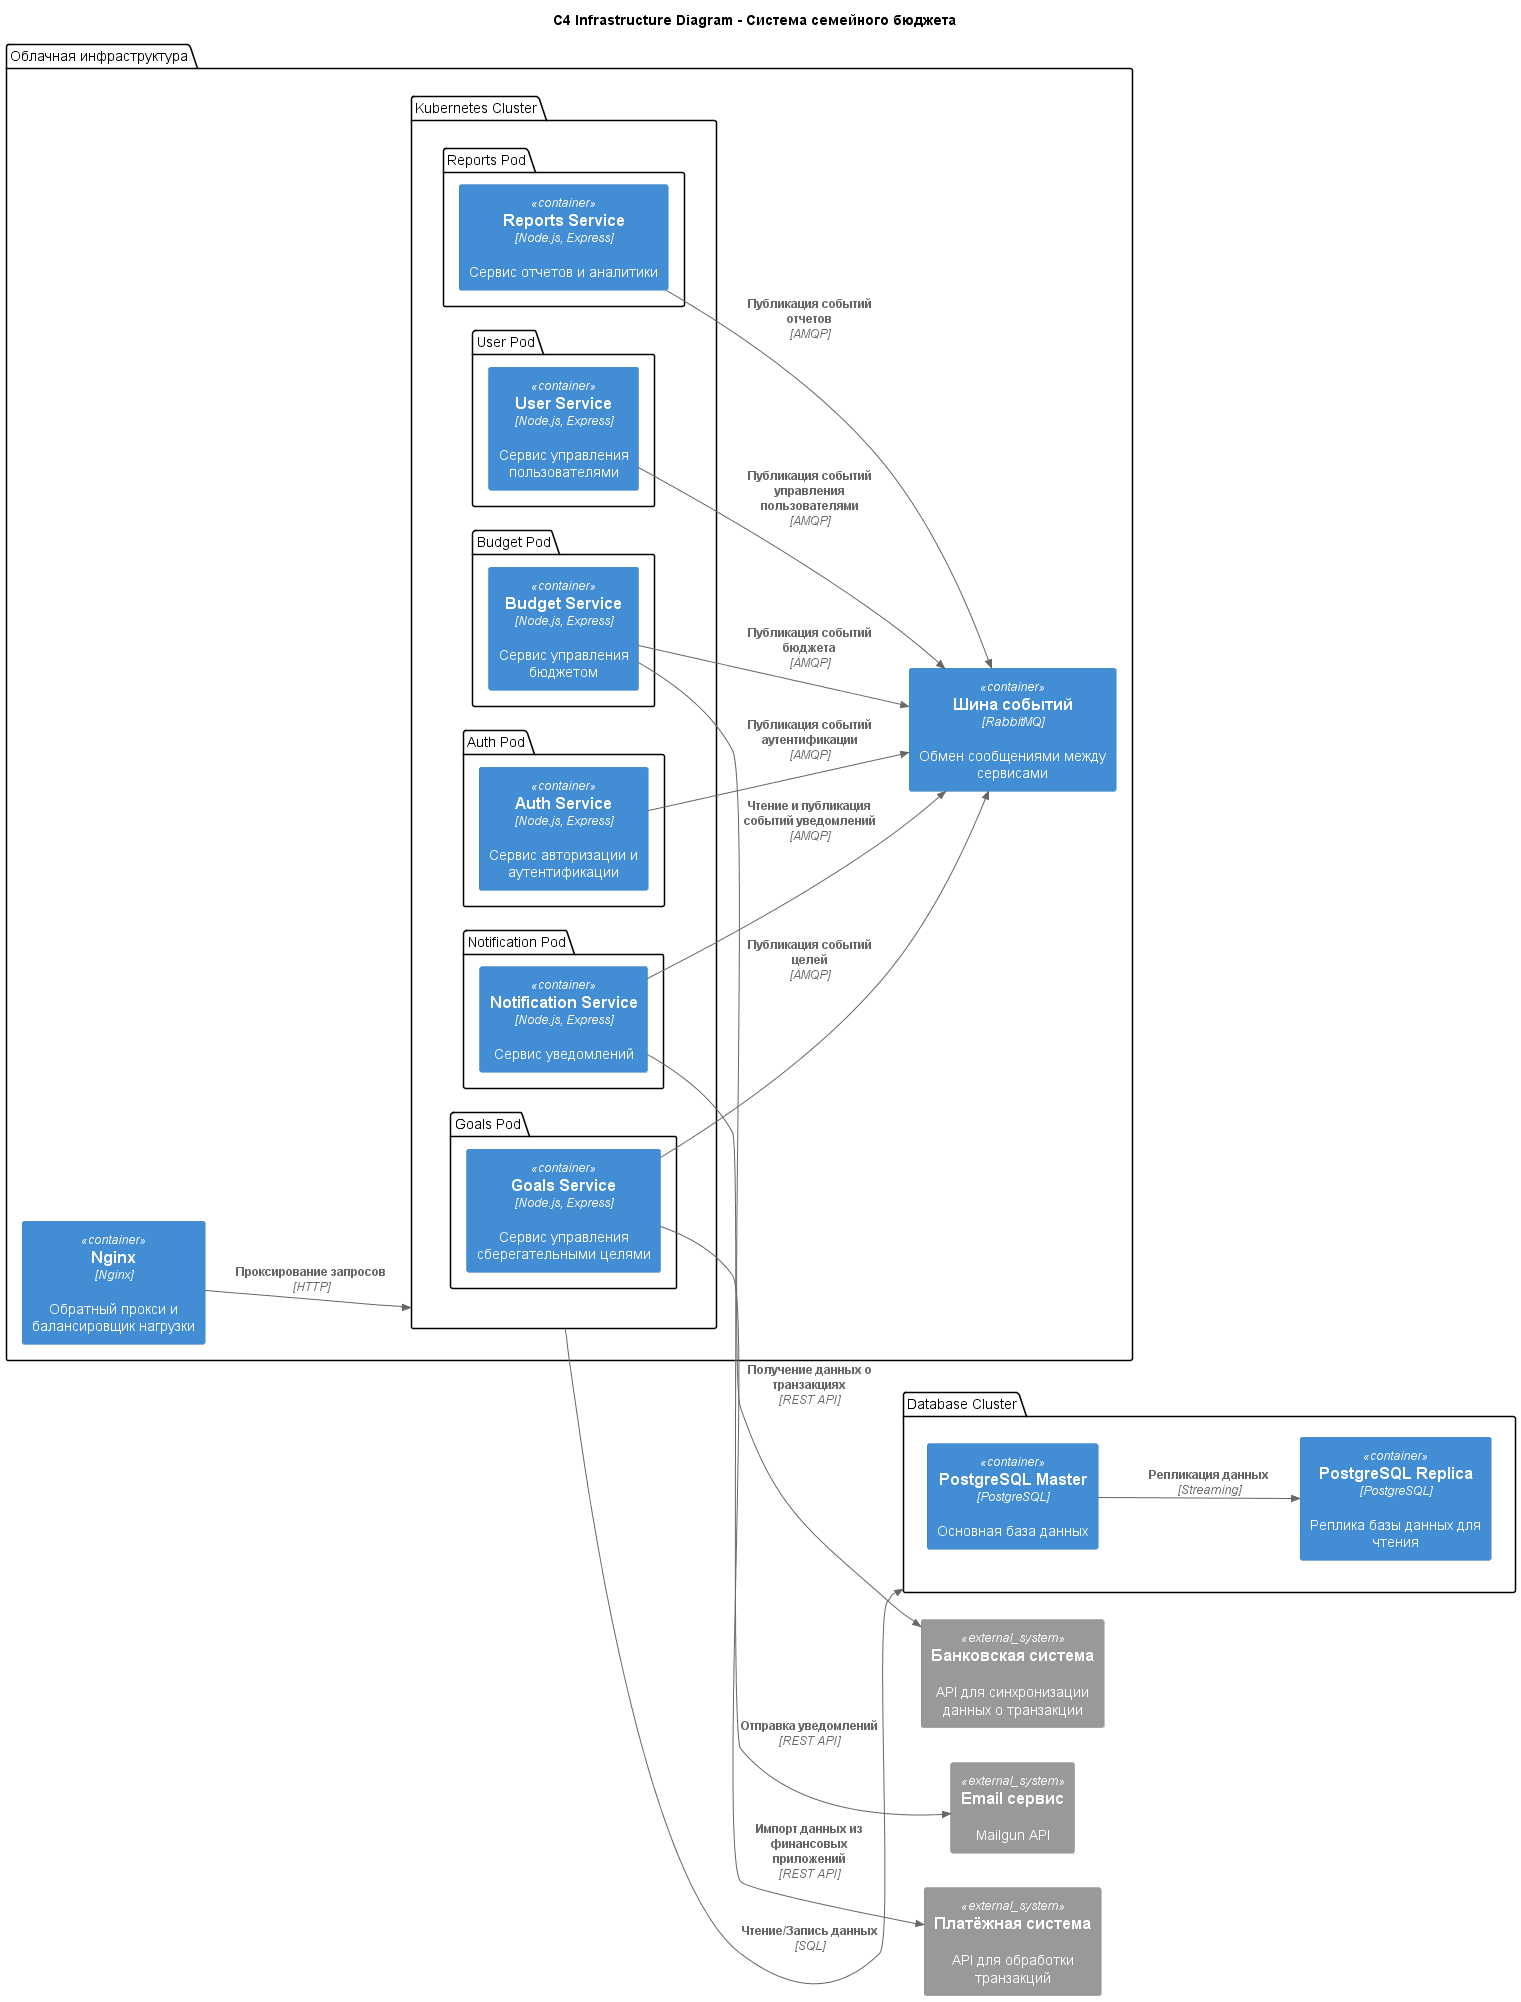 C4 Infrastructure Diagram - Система семейного бюджета
Облачная инфраструктура
Kubernetes Cluster
Reports Pod
«container»
Reports Service
[Node.js, Express]
Сервис отчетов и аналитики
Публикация событий
отчетов
[AMQP]
User Pod
«container»
User Service
[Node.js, Express]
Сервис управления
пользователями
Публикация событий
управления
пользователями
[AMQP]
Budget Pod
«container»
Budget Service
[Node.js, Express]
Сервис управления
бюджетом
Публикация событий
бюджета
[AMQP]
«container»
Шина событий
[RabbitMQ]
Обмен сообщениями между
сервисами
Auth Pod
«container»
Auth Service
[Node.js, Express]
Сервис авторизации и
аутентификации
Публикация событий
аутентификации
[AMQP]
Чтение и публикация
событий уведомлений
[AMQP]
Notification Pod
«container»
Notification Service
[Node.js, Express]
Сервис уведомлений
Публикация событий
целей
[AMQP]
Goals Pod
«container»
Goals Service
[Node.js, Express]
Сервис управления
сберегательными целями
«container»
Nginx
[Nginx]
Обратный прокси и
балансировщик нагрузки
Проксирование запросов
[HTTP]
Получение данных о
транзакциях
[REST API]
Database Cluster
«container»
PostgreSQL Master
[PostgreSQL]
Основная база данных
Репликация данных
[Streaming]
«container»
PostgreSQL Replica
[PostgreSQL]
Реплика базы данных для
чтения
«external_system»
Банковская система
API для синхронизации
данных о транзакции
Отправка уведомлений
[REST API]
«external_system»
Email сервис
Mailgun API
Импорт данных из
финансовых
приложений
[REST API]
«external_system»
Платёжная система
API для обработки
транзакций
Чтение/Запись данных
[SQL]